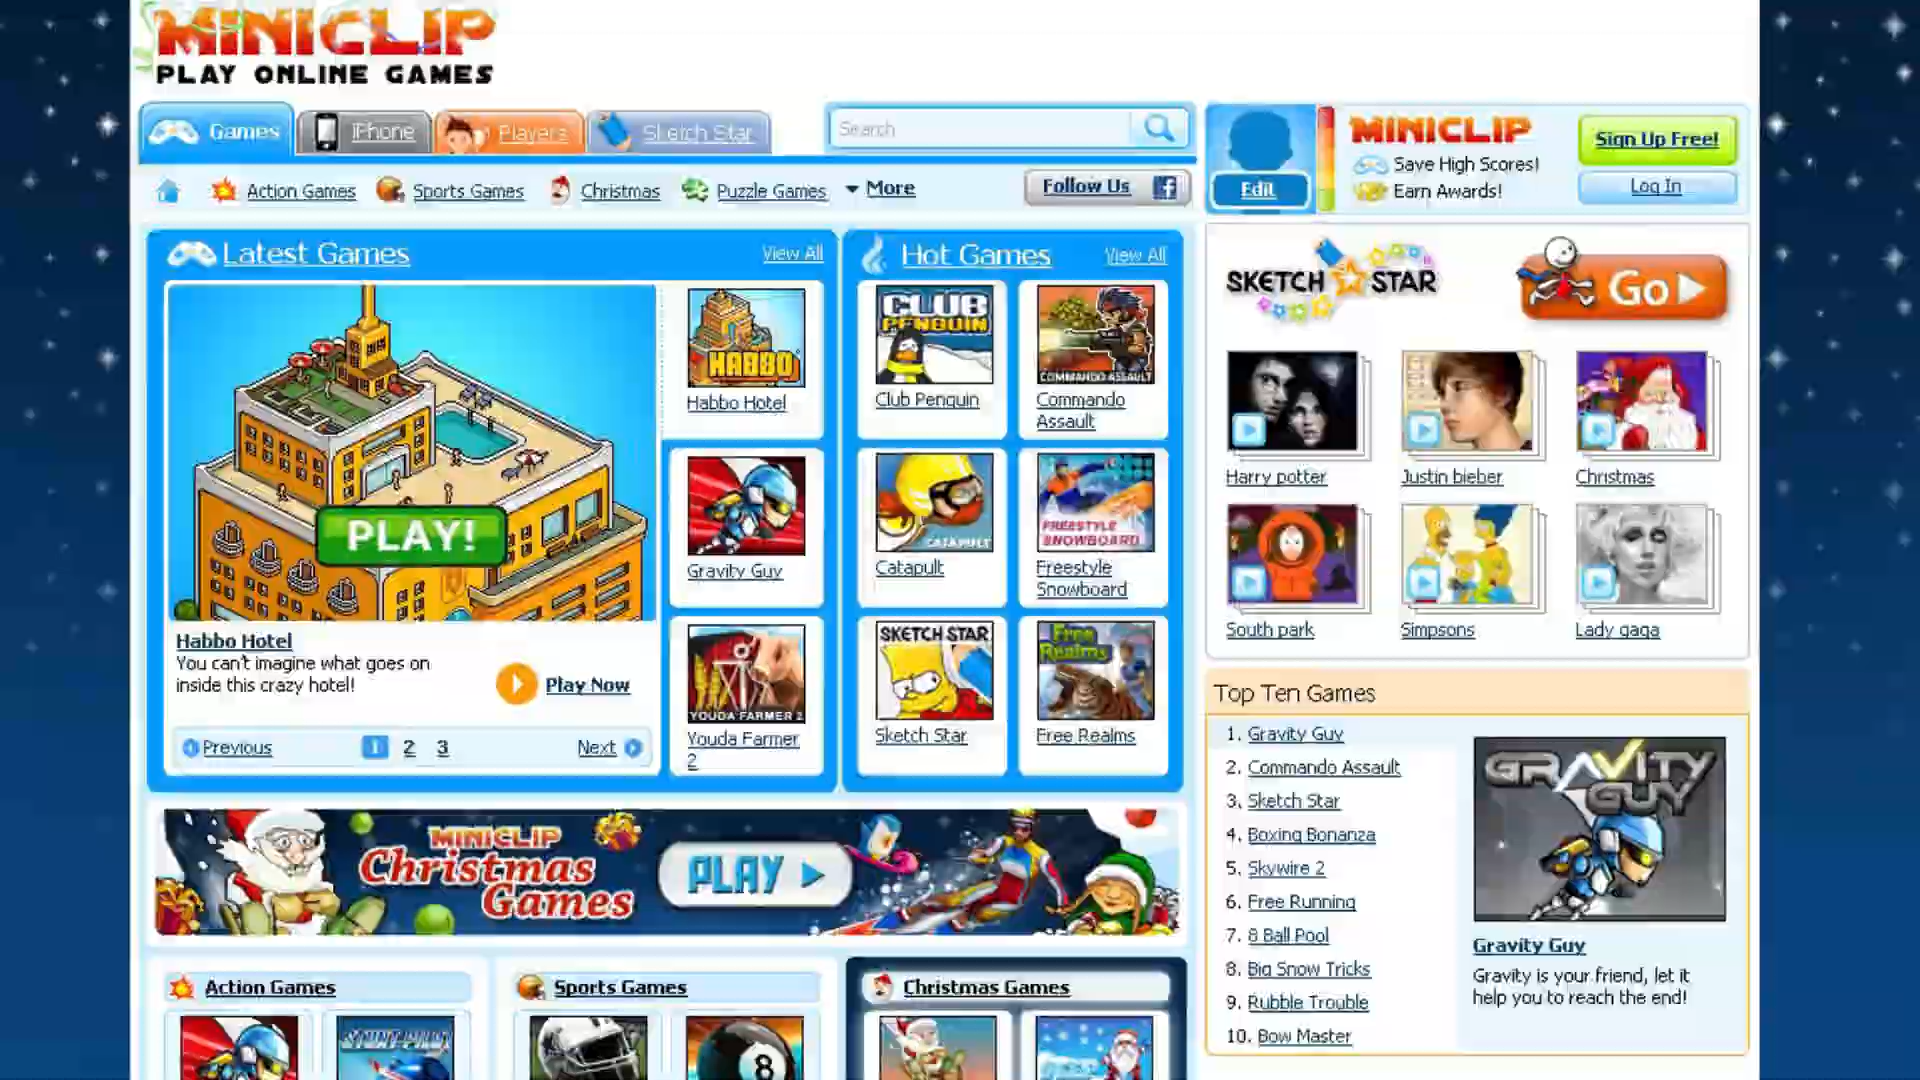 MINICLIP
PLAY ONLINE GAMES
Games
iPhone
Players
Sketch Star
Search
MINICLIP
Save High Scores!
Earn Awards!
Sign Up Free!
Log In
Edit
Action Games
Sports Games
Christmas
Puzzle Games
More
Follow Us
Latest Games
View All
Hot Games
View All
PLAY!
Habbo Hotel
You can't imagine what goes on
inside this crazy hotel!
Play Now
Previous
1 2 3
Next
HABBO
Habbo Hotel
Gravity Guy
YOUDA FARMER 2
Youda Farmer
2
CLUB
PENGUIN
Club Penguin
COMMANDO ASSAULT
Commando
Assault
CATAPULT
Catapult
FREESTYLE
SNOWBOARD
Freestyle
Snowboard
SKETCH STAR
Sketch Star
Free
Realms
Free Realms
SKETCH STAR
Go
Harry potter
Justin bieber
Christmas
South park
Simpsons
Lady gaga
Top Ten Games
1. Gravity Guy
2. Commando Assault
3. Sketch Star
4. Boxing Bonanza
5. Skywire 2
6. Free Running
7. 8 Ball Pool
8. Big Snow Tricks
9. Rubble Trouble
10. Bow Master
GRAVITY
GUY
Gravity Guy
Gravity is your friend, let it
help you to reach the end!
MINICLIP
Christmas
Games
PLAY
Action Games
Sports Games
Christmas Games
STUNT PILOT
8